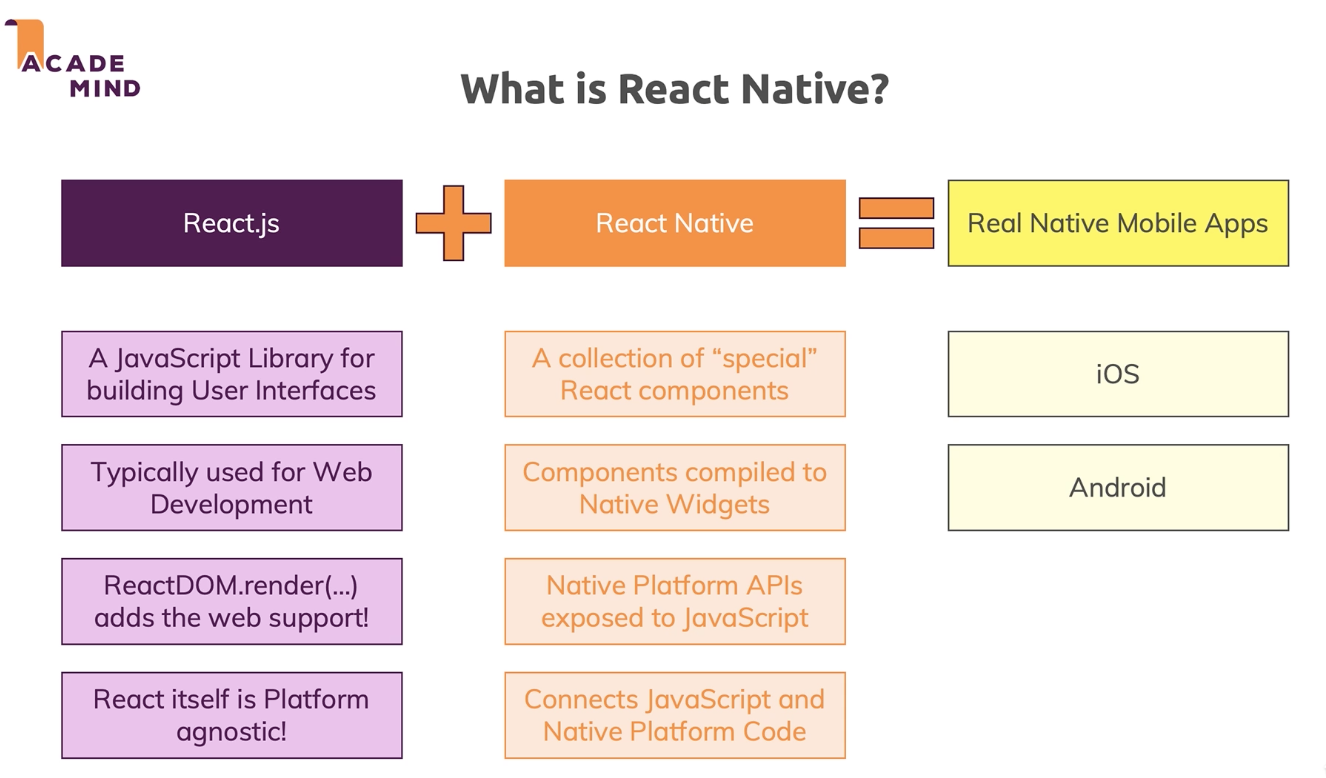 ACADE
MIND
What is React Native?
React.js
React Native
Real Native Mobile Apps
A JavaScript Library for
building User Interfaces
A collection of “special”
React components
iOS
Typically used for Web
Development
Components compiled to
Native Widgets
Android
ReactDOM.render(...)
adds the web support!
Native Platform APIs
exposed to JavaScript
React itself is Platform
agnostic!
Connects JavaScript and
Native Platform Code